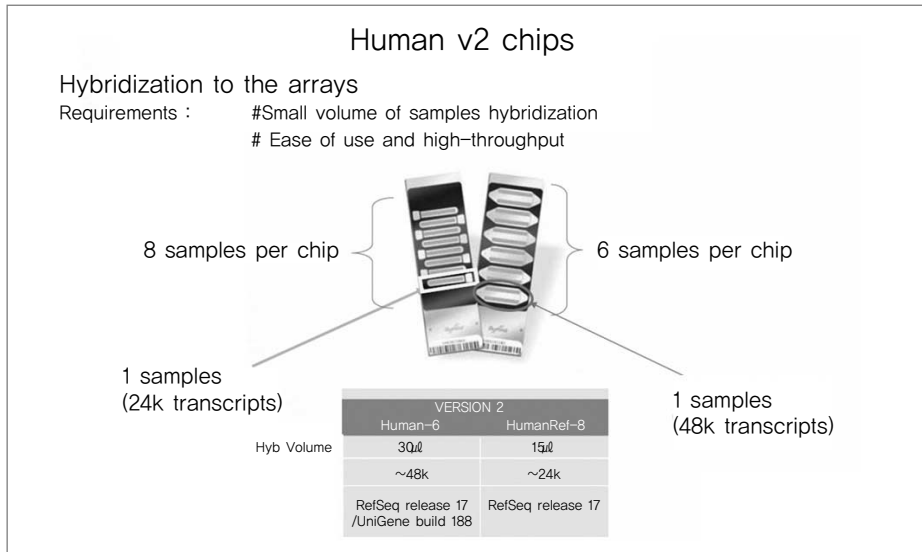 Human v2 chips
Hybridization to the arrays
Requirements : #Small volume of samples hybridization
# Ease of use and high-throughput
8 samples per chip
6 samples per chip
1 samples
(24k transcripts)
1 samples
(48k transcripts)
VERSION 2
Human-6 HumanRef-8
Hyb Volume 30㎕ 15㎕
~48k ~24k
RefSeq release 17 RefSeq release 17
/UniGene build 188